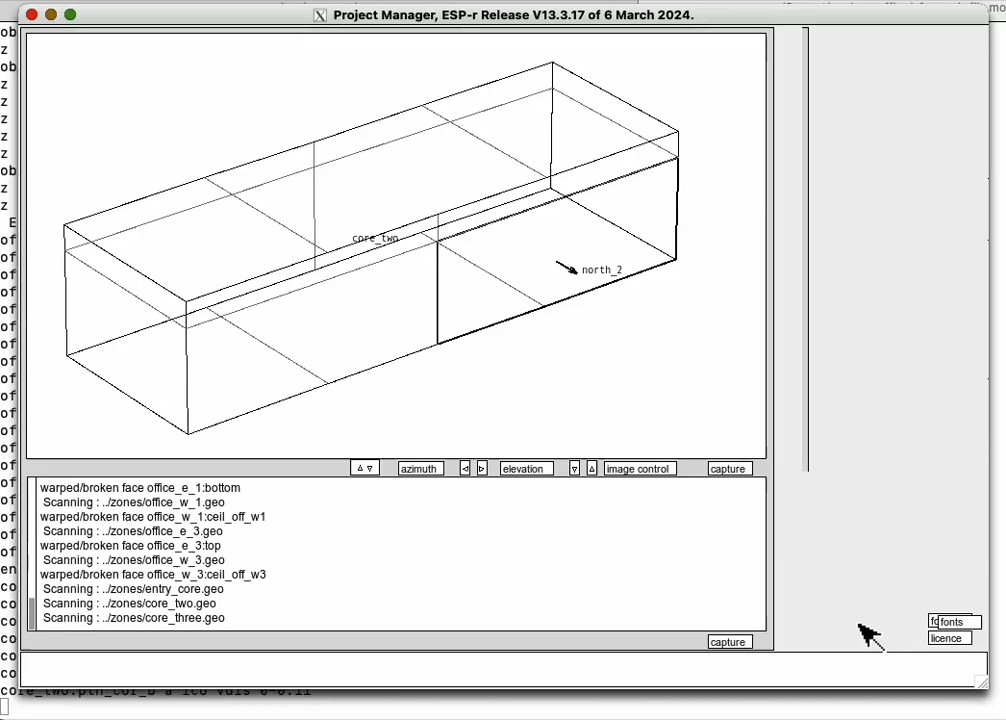 Project Manager, ESP-r Release V13.3.17 of 6 March 2024.
core_two
north_2
azimuth
elevation
image control
capture
warped/broken face office_e_1:bottom
Scanning : ../zones/office_w_1.geo
warped/broken face office_w_1:ceil_off_w1
Scanning : ../zones/office_e_3.geo
warped/broken face office_e_3:top
Scanning : ../zones/office_w_3.geo
warped/broken face office_w_3:ceil_off_w3
Scanning : ../zones/entry_core.geo
Scanning : ../zones/core_two.geo
Scanning : ../zones/core_three.geo
fonts
licence
capture